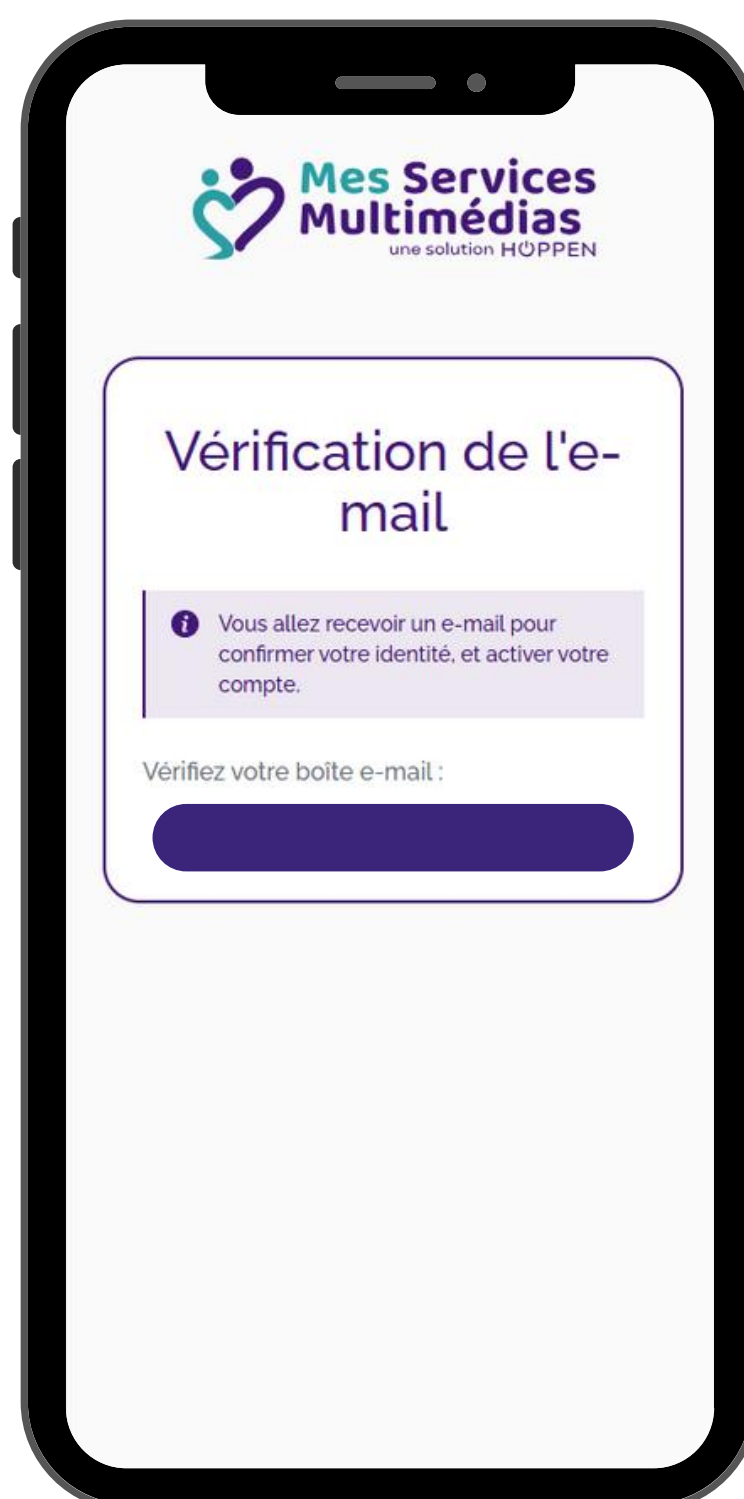 Mes Services
Multimédias
une solution HOPPEN
Vérification de l'e-
mail
Vous allez recevoir un e-mail pour
confirmer votre identité, et activer votre
compte.
Vérifiez votre boîte e-mail :